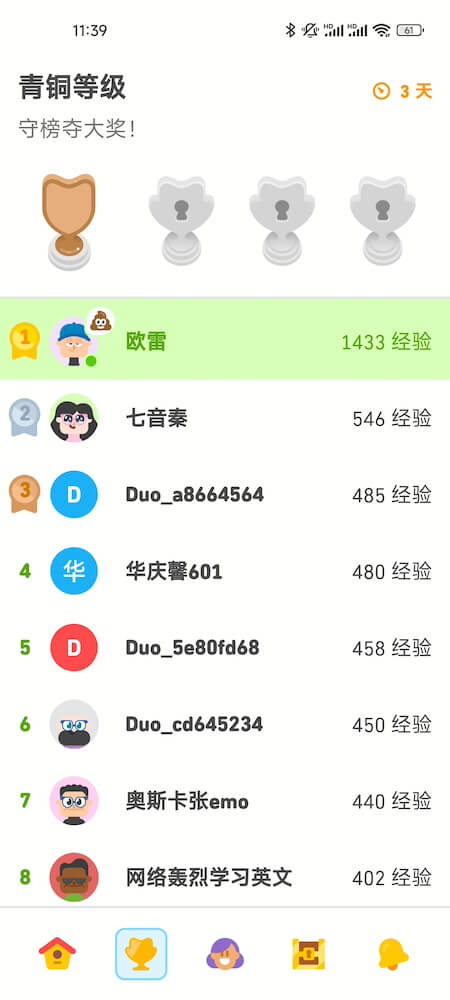 11:39
HD HD 61
青铜等级
3 天
守榜夺大奖!
1 欧雷 1433 经验
2 七音秦 546 经验
3 D Duo_a8664564 485 经验
4 华 华庆馨601 480 经验
5 D Duo_5e80fd68 458 经验
6 Duo_cd645234 450 经验
7 奥斯卡张emo 440 经验
8 网络轰烈学习英文 402 经验